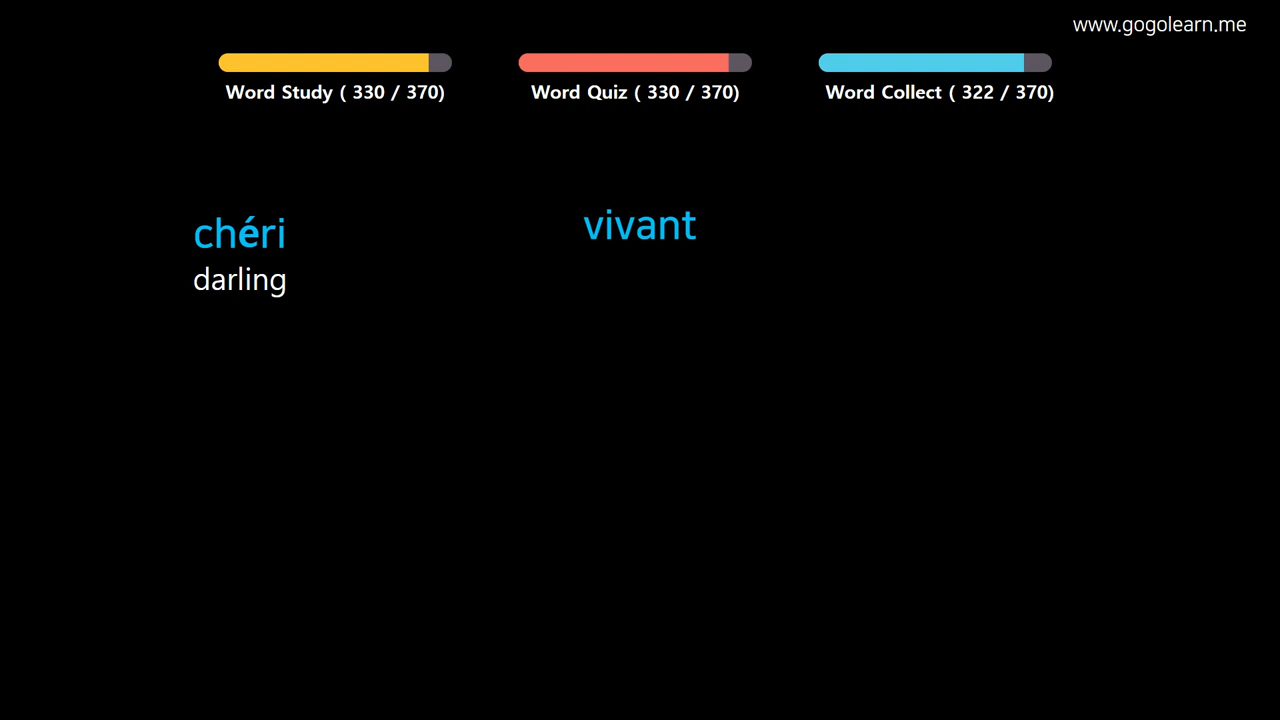 www.gogolearn.me
Word Study ( 330 / 370)
Word Quiz ( 330 / 370)
Word Collect ( 322 / 370)
chéri
darling
vivant